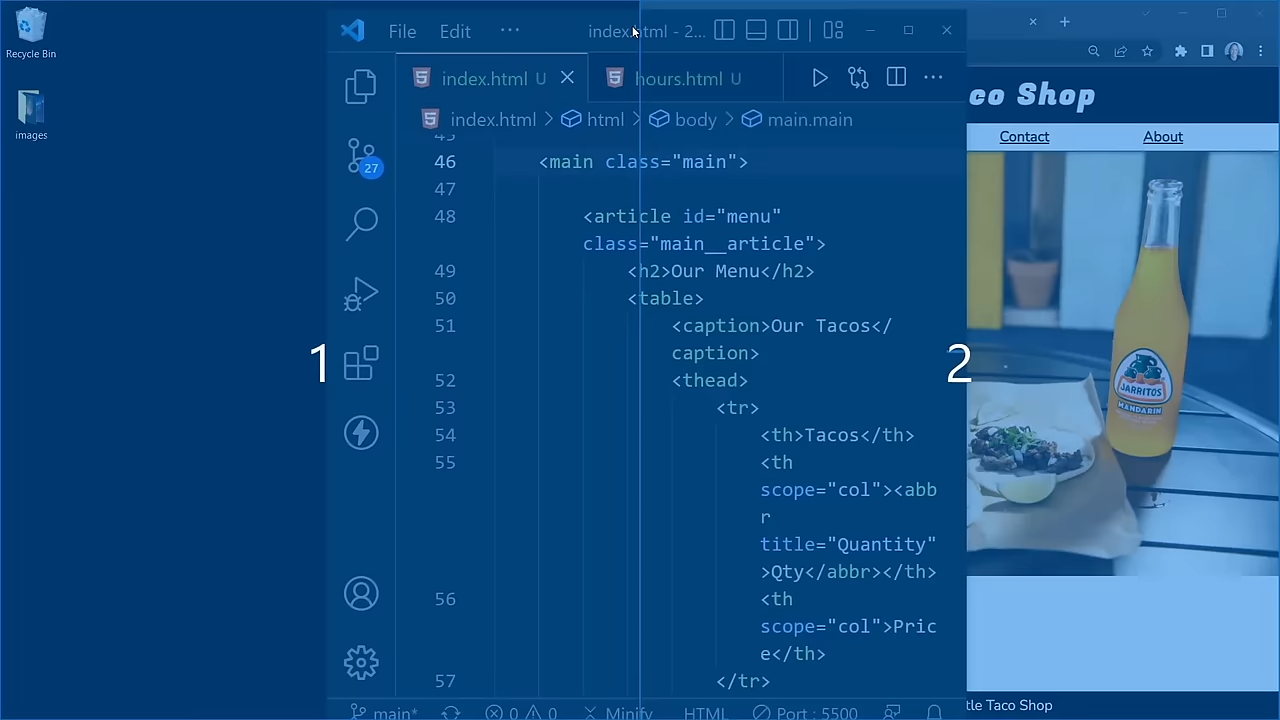 Recycle Bin
images
File Edit ···
index.html - 2...
index.html U
hours.html U
index.html > html > body > main.main
45
46 <main class="main">
47
48 <article id="menu"
class="main__article">
49 <h2>Our Menu</h2>
50 <table>
51 <caption>Our Tacos</
caption>
52 <thead>
53 <tr>
54 <th>Tacos</th>
55 <th
scope="col"><abb
r
title="Quantity"
>Qty</abbr></th>
56 <th
scope="col">Pric
e</th>
57 </tr>
27
1
2
main*
0 0
Minify
HTML
Port : 5500
co Shop
Contact
About
JARRITOS
MANDARIN
tle Taco Shop